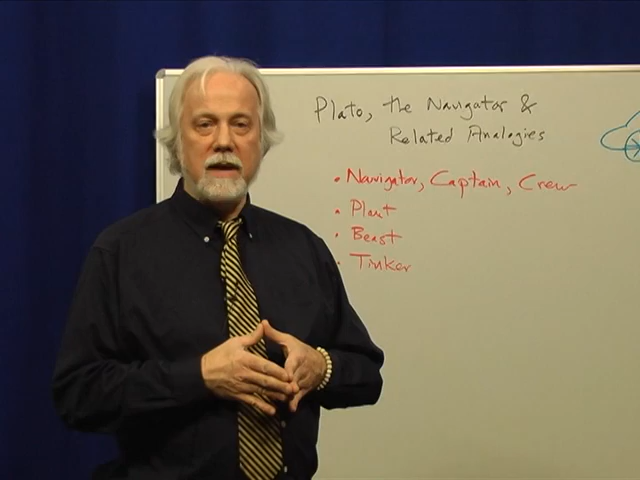 Plato, the Navigator &
Related Analogies
• Navigator, Captain, Crew
• Plant
• Beast
• Tinker